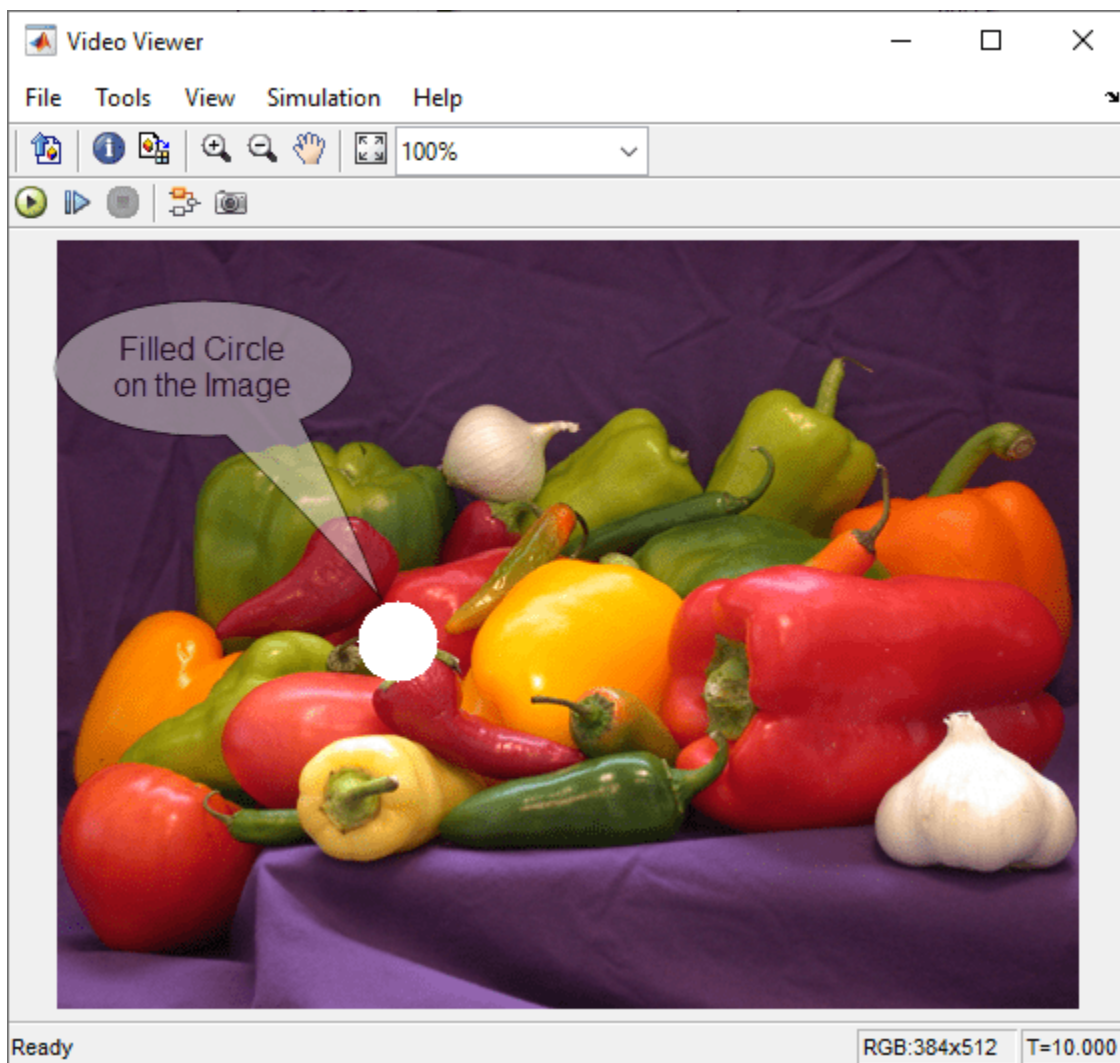 Video Viewer
File Tools View Simulation Help
100%
Filled Circle
on the Image
Ready RGB:384x512 T=10.000